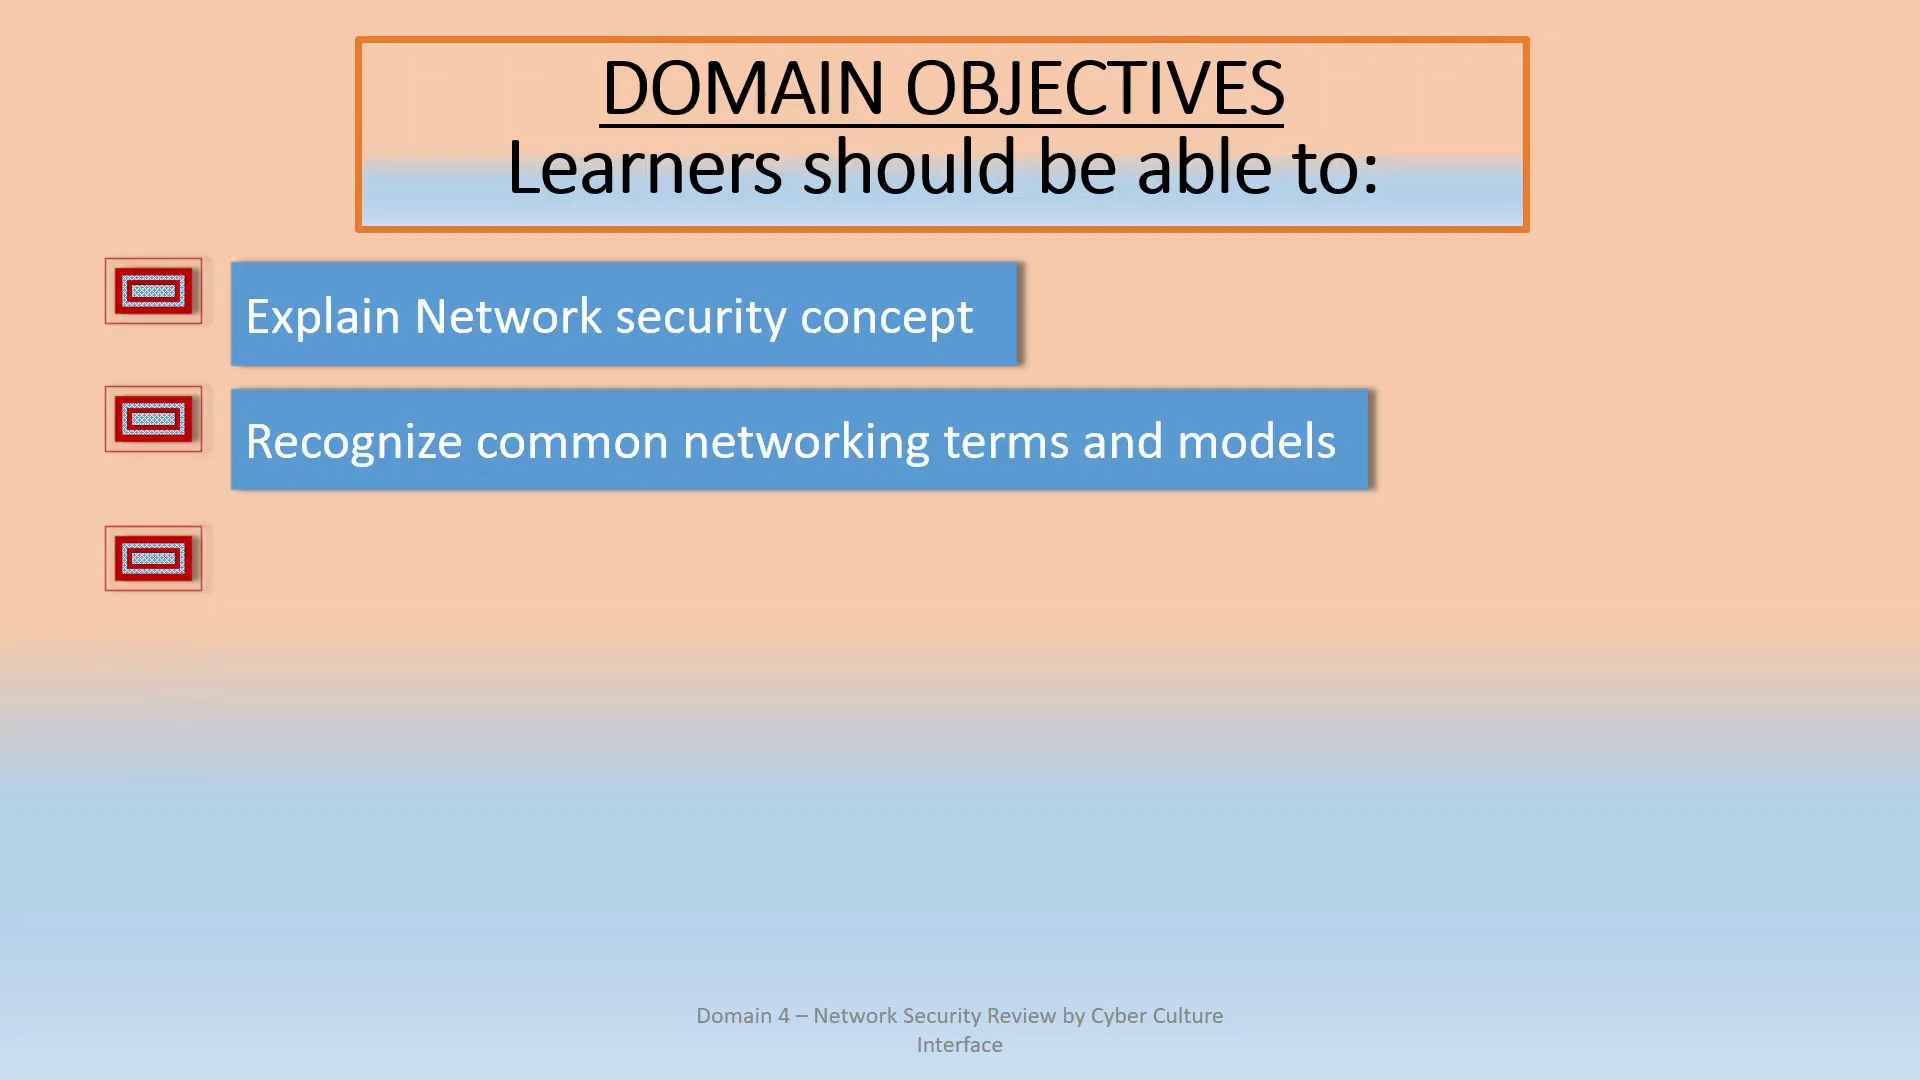 DOMAIN OBJECTIVES
Learners should be able to:
Explain Network security concept
Recognize common networking terms and models
Domain 4 – Network Security Review by Cyber Culture
Interface